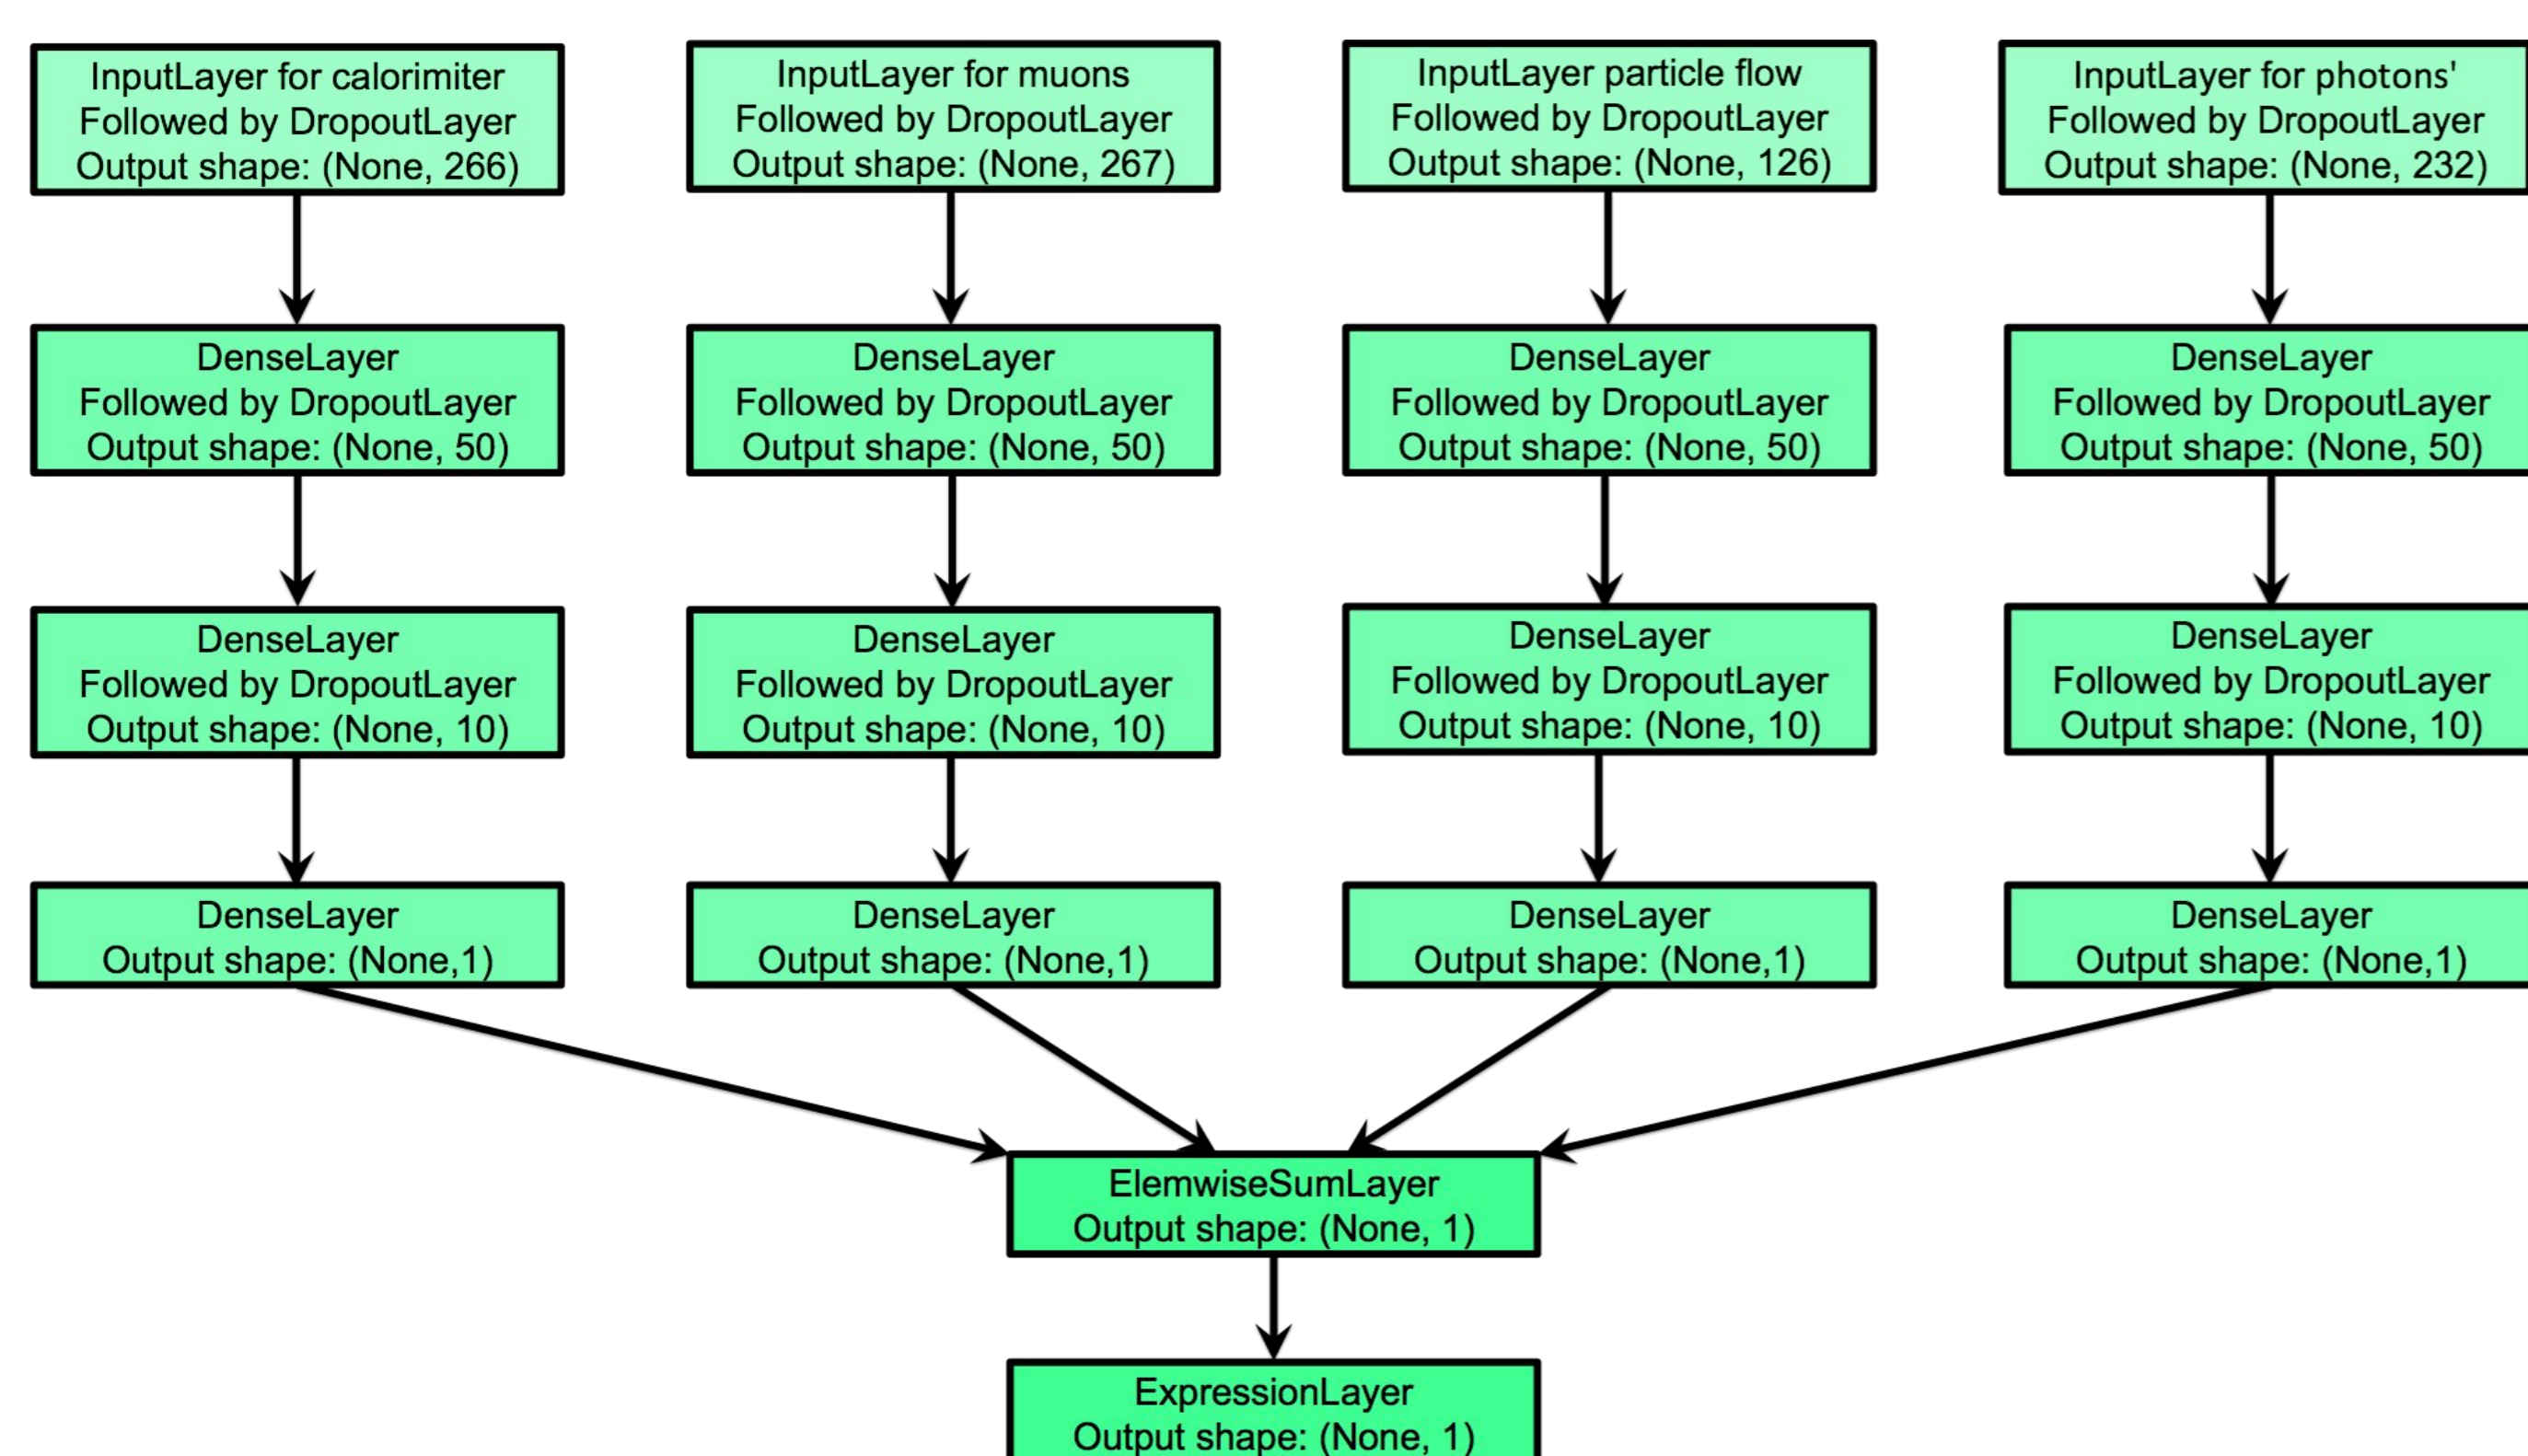 InputLayer for calorimiter
Followed by DropoutLayer
Output shape: (None, 266)
InputLayer for muons
Followed by DropoutLayer
Output shape: (None, 267)
InputLayer particle flow
Followed by DropoutLayer
Output shape: (None, 126)
InputLayer for photons'
Followed by DropoutLayer
Output shape: (None, 232)
DenseLayer
Followed by DropoutLayer
Output shape: (None, 50)
DenseLayer
Followed by DropoutLayer
Output shape: (None, 50)
DenseLayer
Followed by DropoutLayer
Output shape: (None, 50)
DenseLayer
Followed by DropoutLayer
Output shape: (None, 50)
DenseLayer
Followed by DropoutLayer
Output shape: (None, 10)
DenseLayer
Followed by DropoutLayer
Output shape: (None, 10)
DenseLayer
Followed by DropoutLayer
Output shape: (None, 10)
DenseLayer
Followed by DropoutLayer
Output shape: (None, 10)
DenseLayer
Output shape: (None,1)
DenseLayer
Output shape: (None,1)
DenseLayer
Output shape: (None,1)
DenseLayer
Output shape: (None,1)
ElemwiseSumLayer
Output shape: (None, 1)
ExpressionLayer
Output shape: (None, 1)